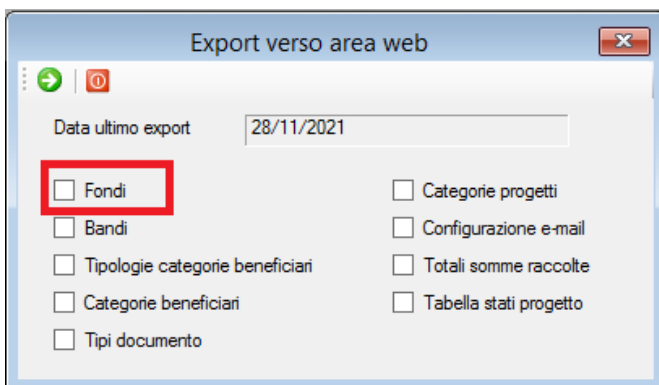 Export verso area web
Data ultimo export 28/11/2021
Fondi Categorie progetti
Bandi Configurazione e-mail
Tipologie categorie beneficiari Totali somme raccolte
Categorie beneficiari Tabella stati progetto
Tipi documento